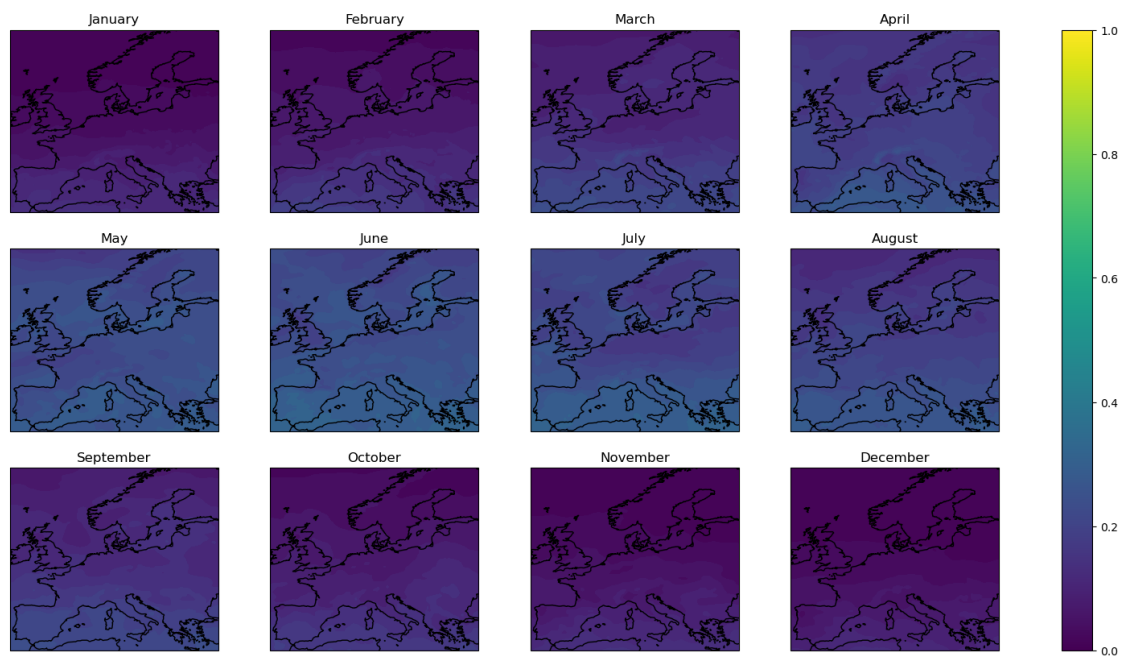 January February March April
1.0
0.8
May June July August
0.6
0.4
September October November December
0.2
0.0